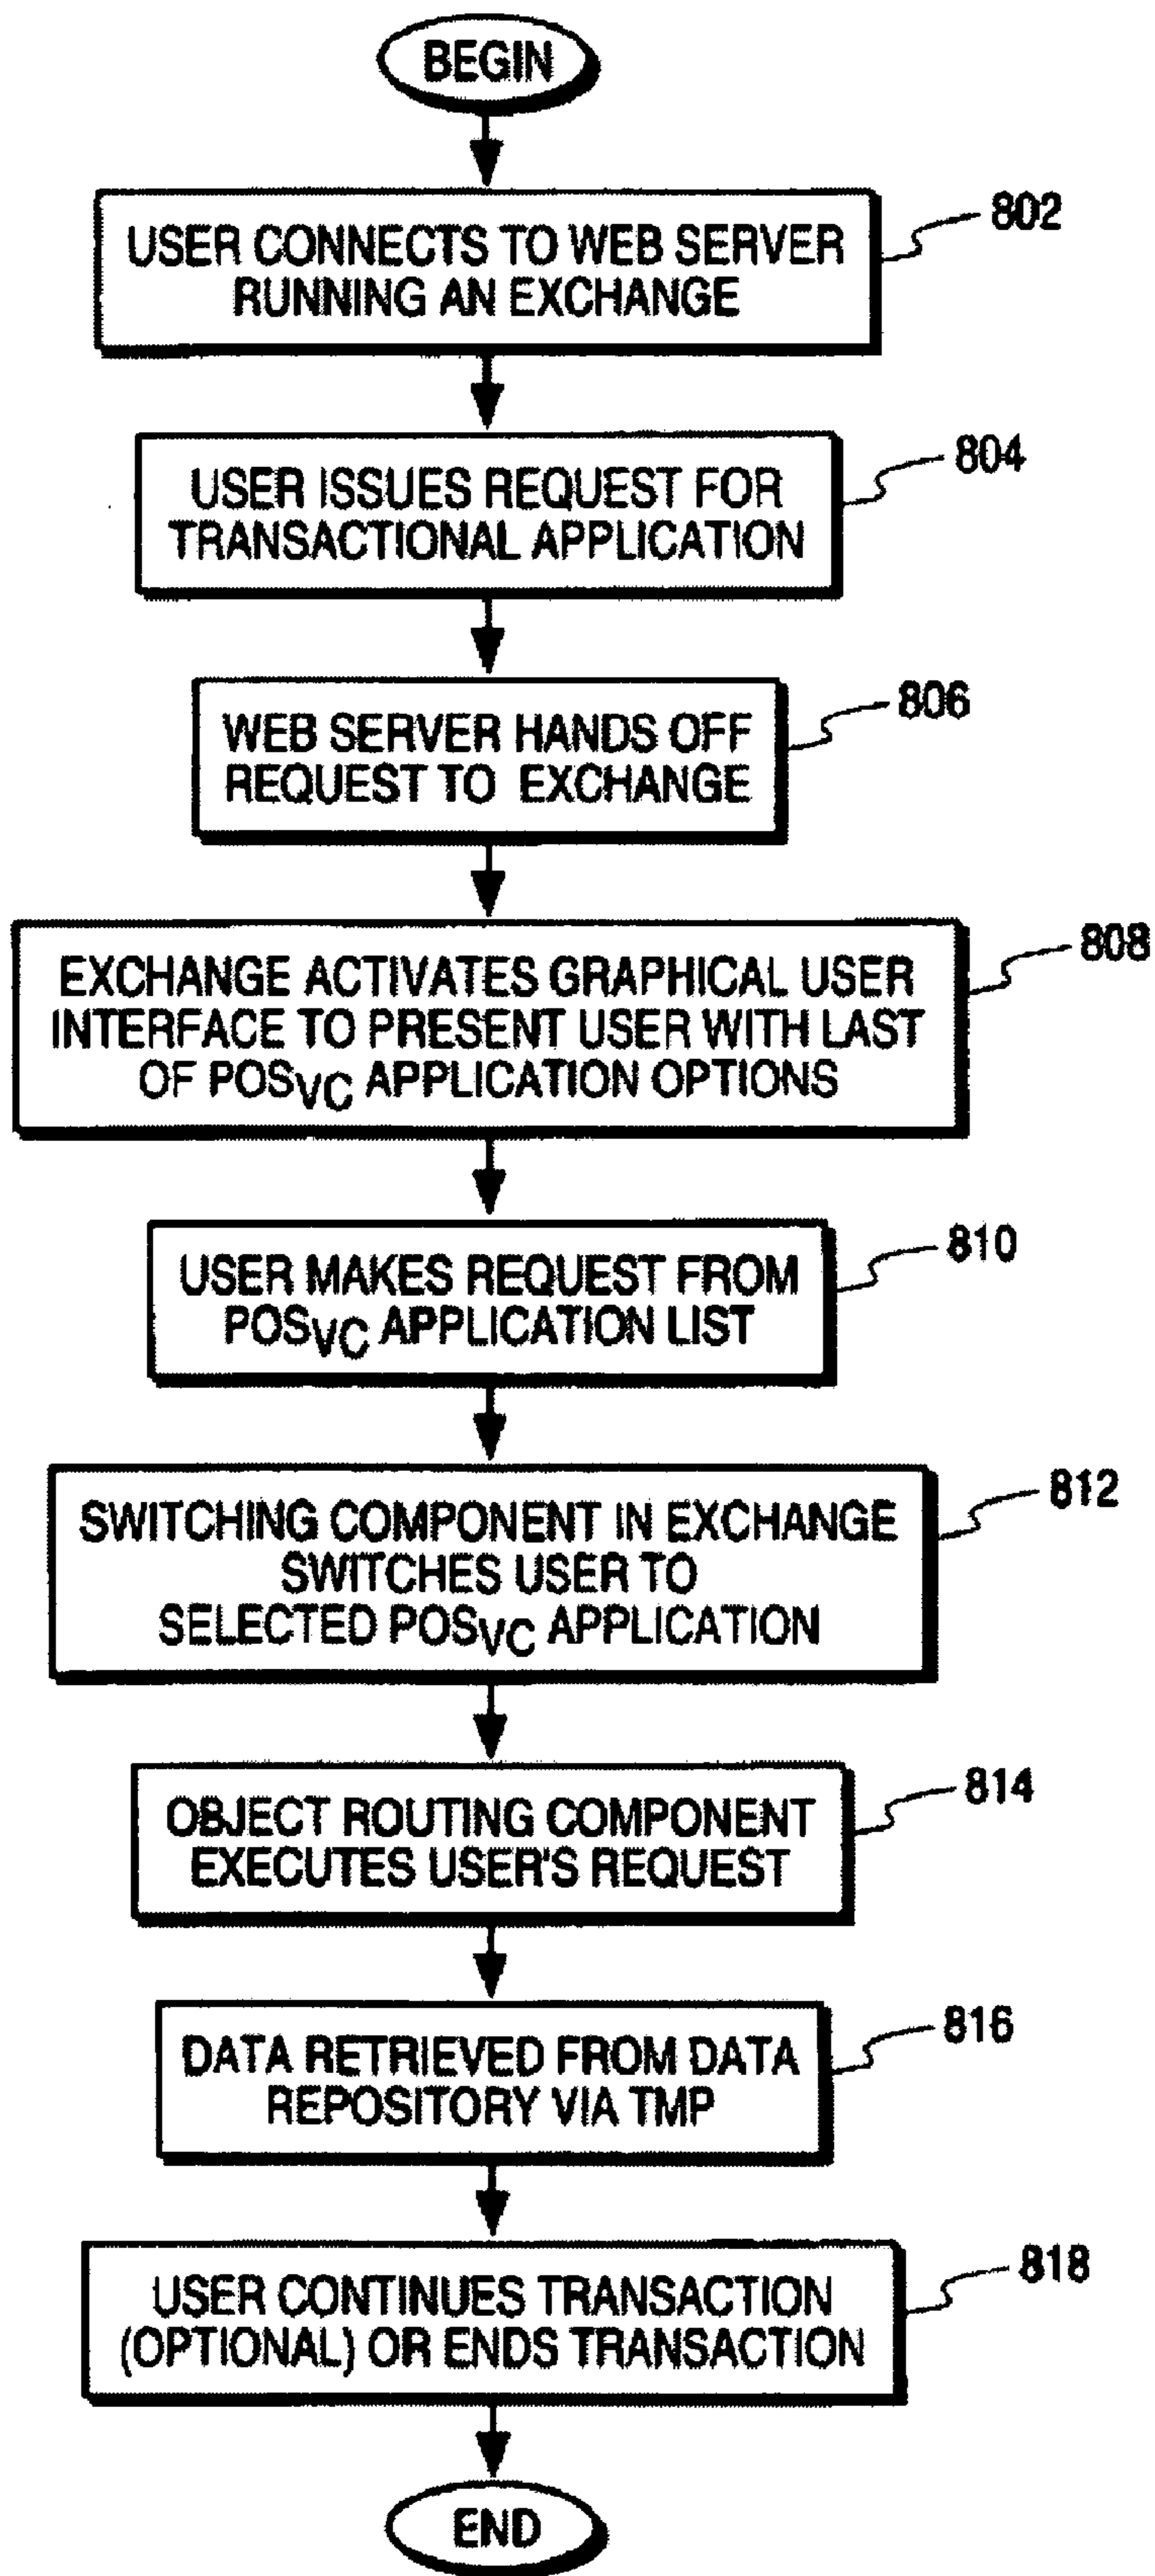 BEGIN
USER CONNECTS TO WEB SERVER
RUNNING AN EXCHANGE
802
USER ISSUES REQUEST FOR
TRANSACTIONAL APPLICATION
804
WEB SERVER HANDS OFF
REQUEST TO EXCHANGE
806
EXCHANGE ACTIVATES GRAPHICAL USER
INTERFACE TO PRESENT USER WITH LAST
OF POSVC APPLICATION OPTIONS
808
USER MAKES REQUEST FROM
POSVC APPLICATION LIST
810
SWITCHING COMPONENT IN EXCHANGE
SWITCHES USER TO
SELECTED POSVC APPLICATION
812
OBJECT ROUTING COMPONENT
EXECUTES USER'S REQUEST
814
DATA RETRIEVED FROM DATA
REPOSITORY VIA TMP
816
USER CONTINUES TRANSACTION
(OPTIONAL) OR ENDS TRANSACTION
818
END